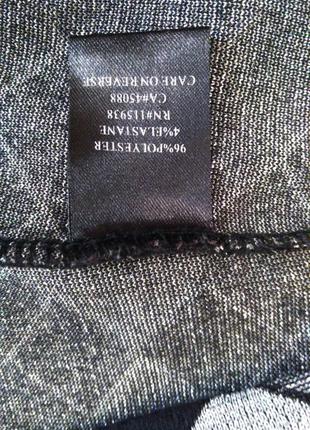 96%POLYESTER
4%ELASTANE
RN#115938
CA#45088
CARE ON REVERSE